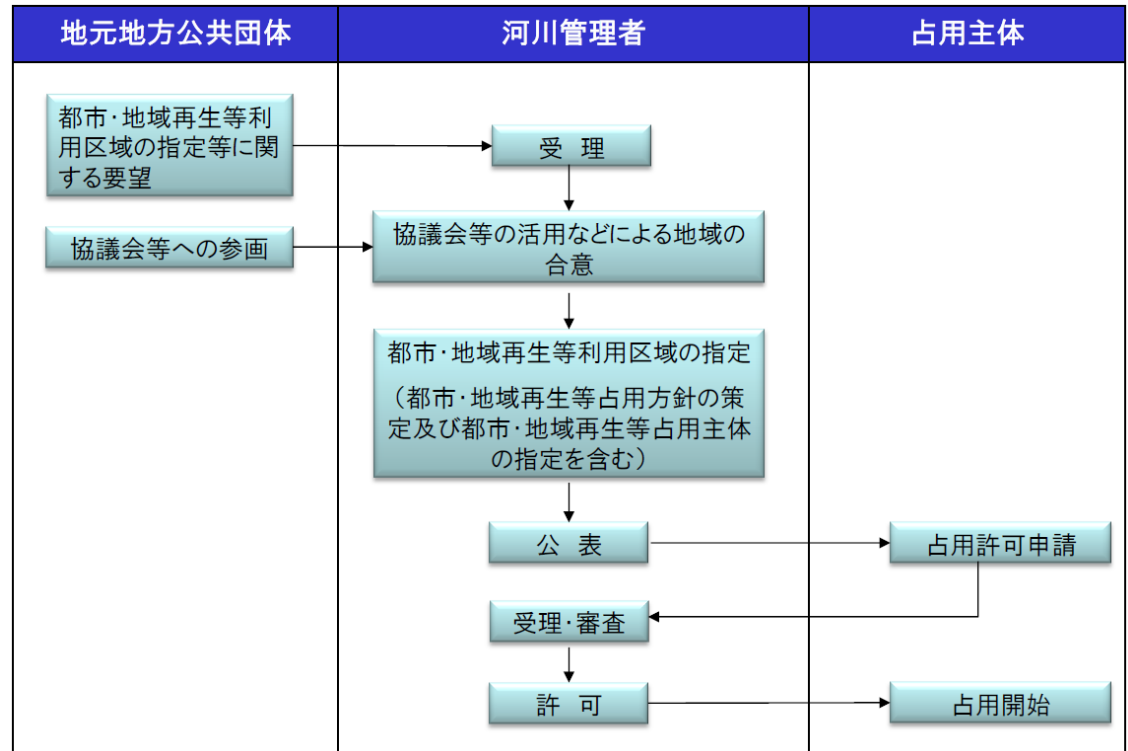 地元地方公共団体
河川管理者
占用主体
都市・地域再生等利
用区域の指定等に関
する要望
受 理
協議会等への参画
協議会等の活用などによる地域の
合意
都市・地域再生等利用区域の指定
（都市・地域再生等占用方針の策
定及び都市・地域再生等占用主体
の指定を含む）
公 表
占用許可申請
受理・審査
許 可
占用開始